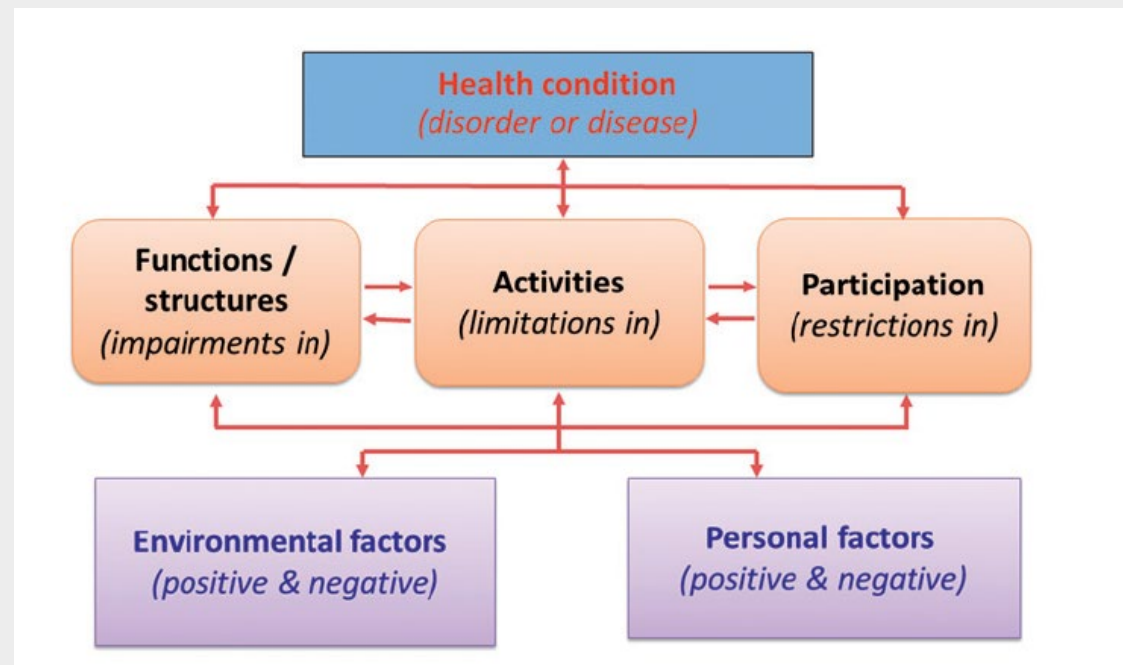 Health condition
(disorder or disease)
Functions /
structures
(impairments in)
Activities
(limitations in)
Participation
(restrictions in)
Environmental factors
(positive & negative)
Personal factors
(positive & negative)